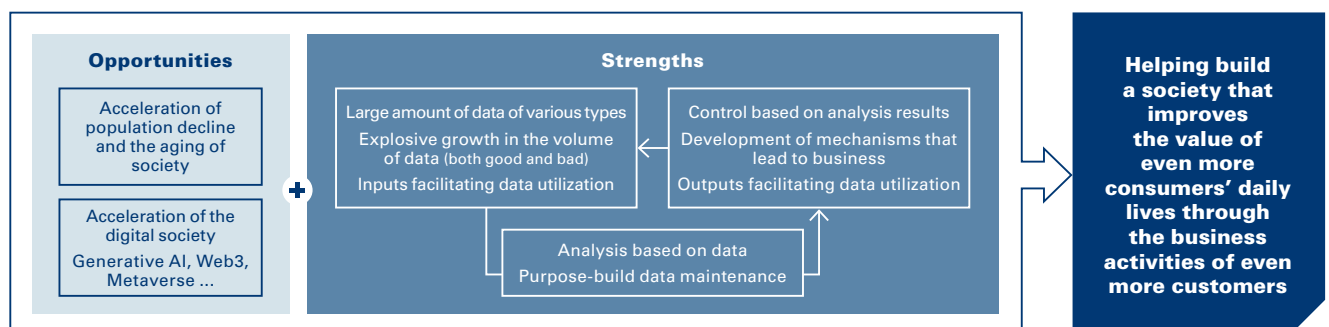 Opportunities
Acceleration of
population decline
and the aging of
society
Acceleration of the
digital society
Generative AI, Web3,
Metaverse ...
+
Strengths
Large amount of data of various types
Explosive growth in the volume
of data (both good and bad)
Inputs facilitating data utilization
Control based on analysis results
Development of mechanisms that
lead to business
Outputs facilitating data utilization
Analysis based on data
Purpose-build data maintenance
Helping build
a society that
improves
the value of
even more
consumers’ daily
lives through
the business
activities of even
more customers